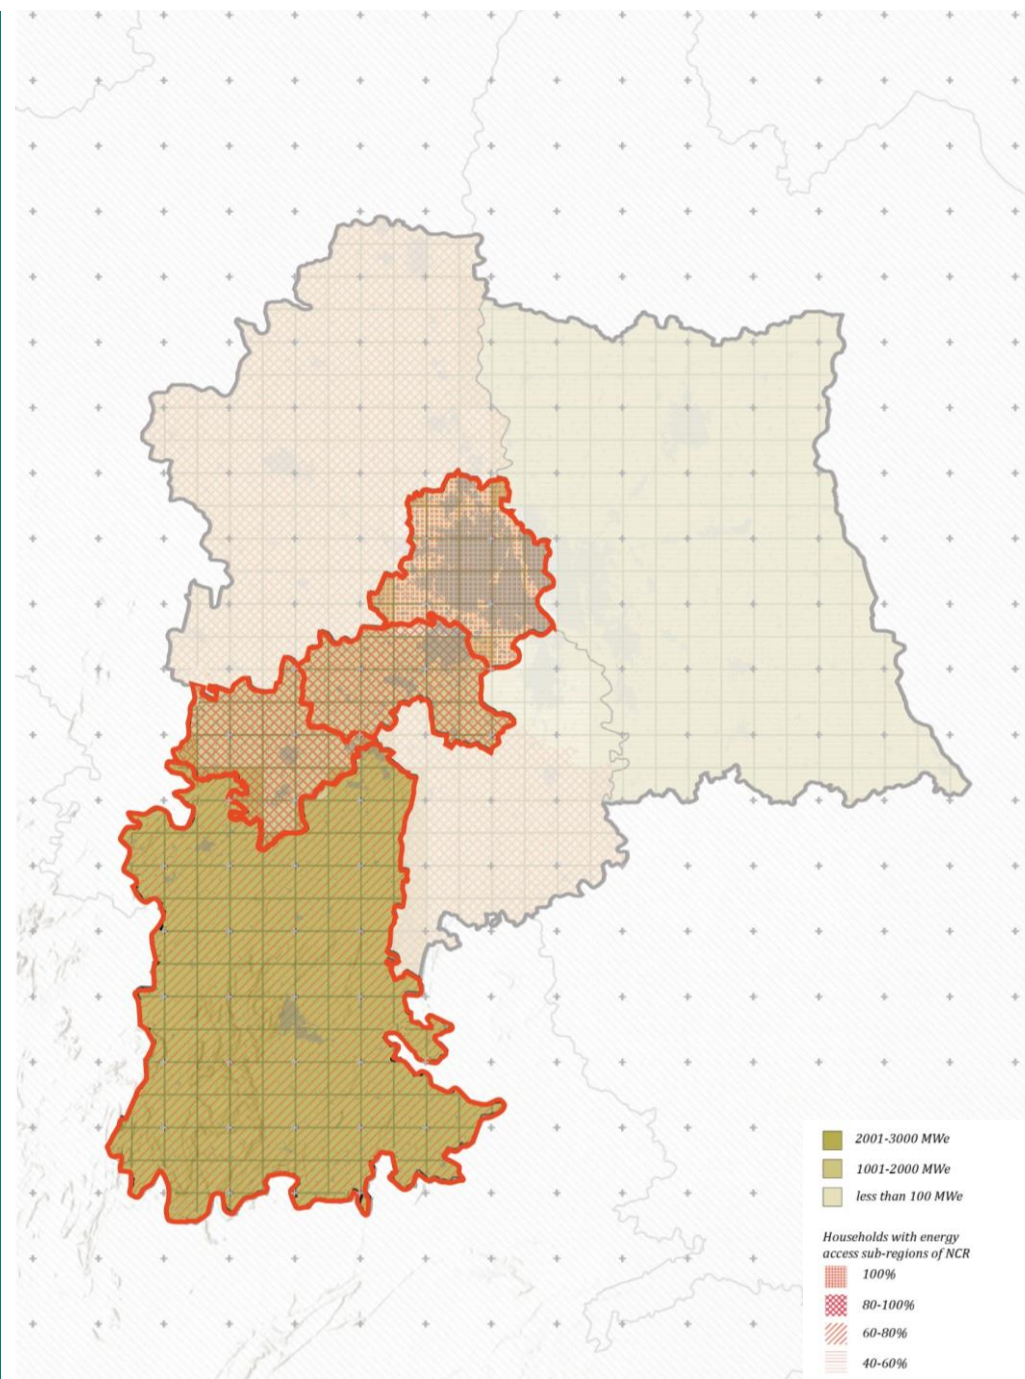 2001-3000 MWe
1001-2000 MWe
less than 100 MWe
Households with energy
access sub-regions of NCR
100%
80-100%
60-80%
40-60%